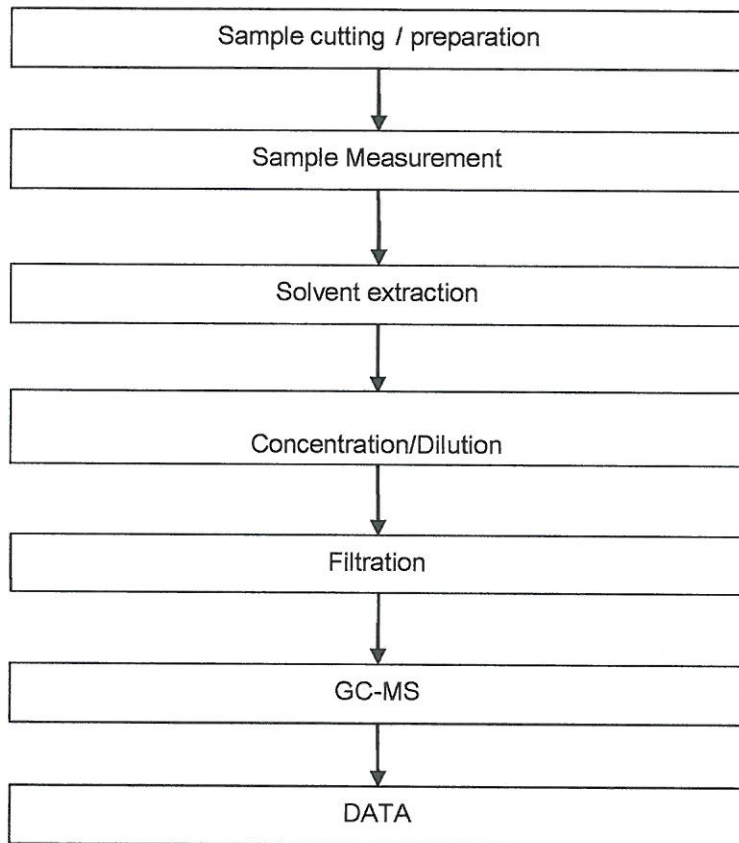 Sample cutting / preparation
Sample Measurement
Solvent extraction
Concentration/Dilution
Filtration
GC-MS
DATA